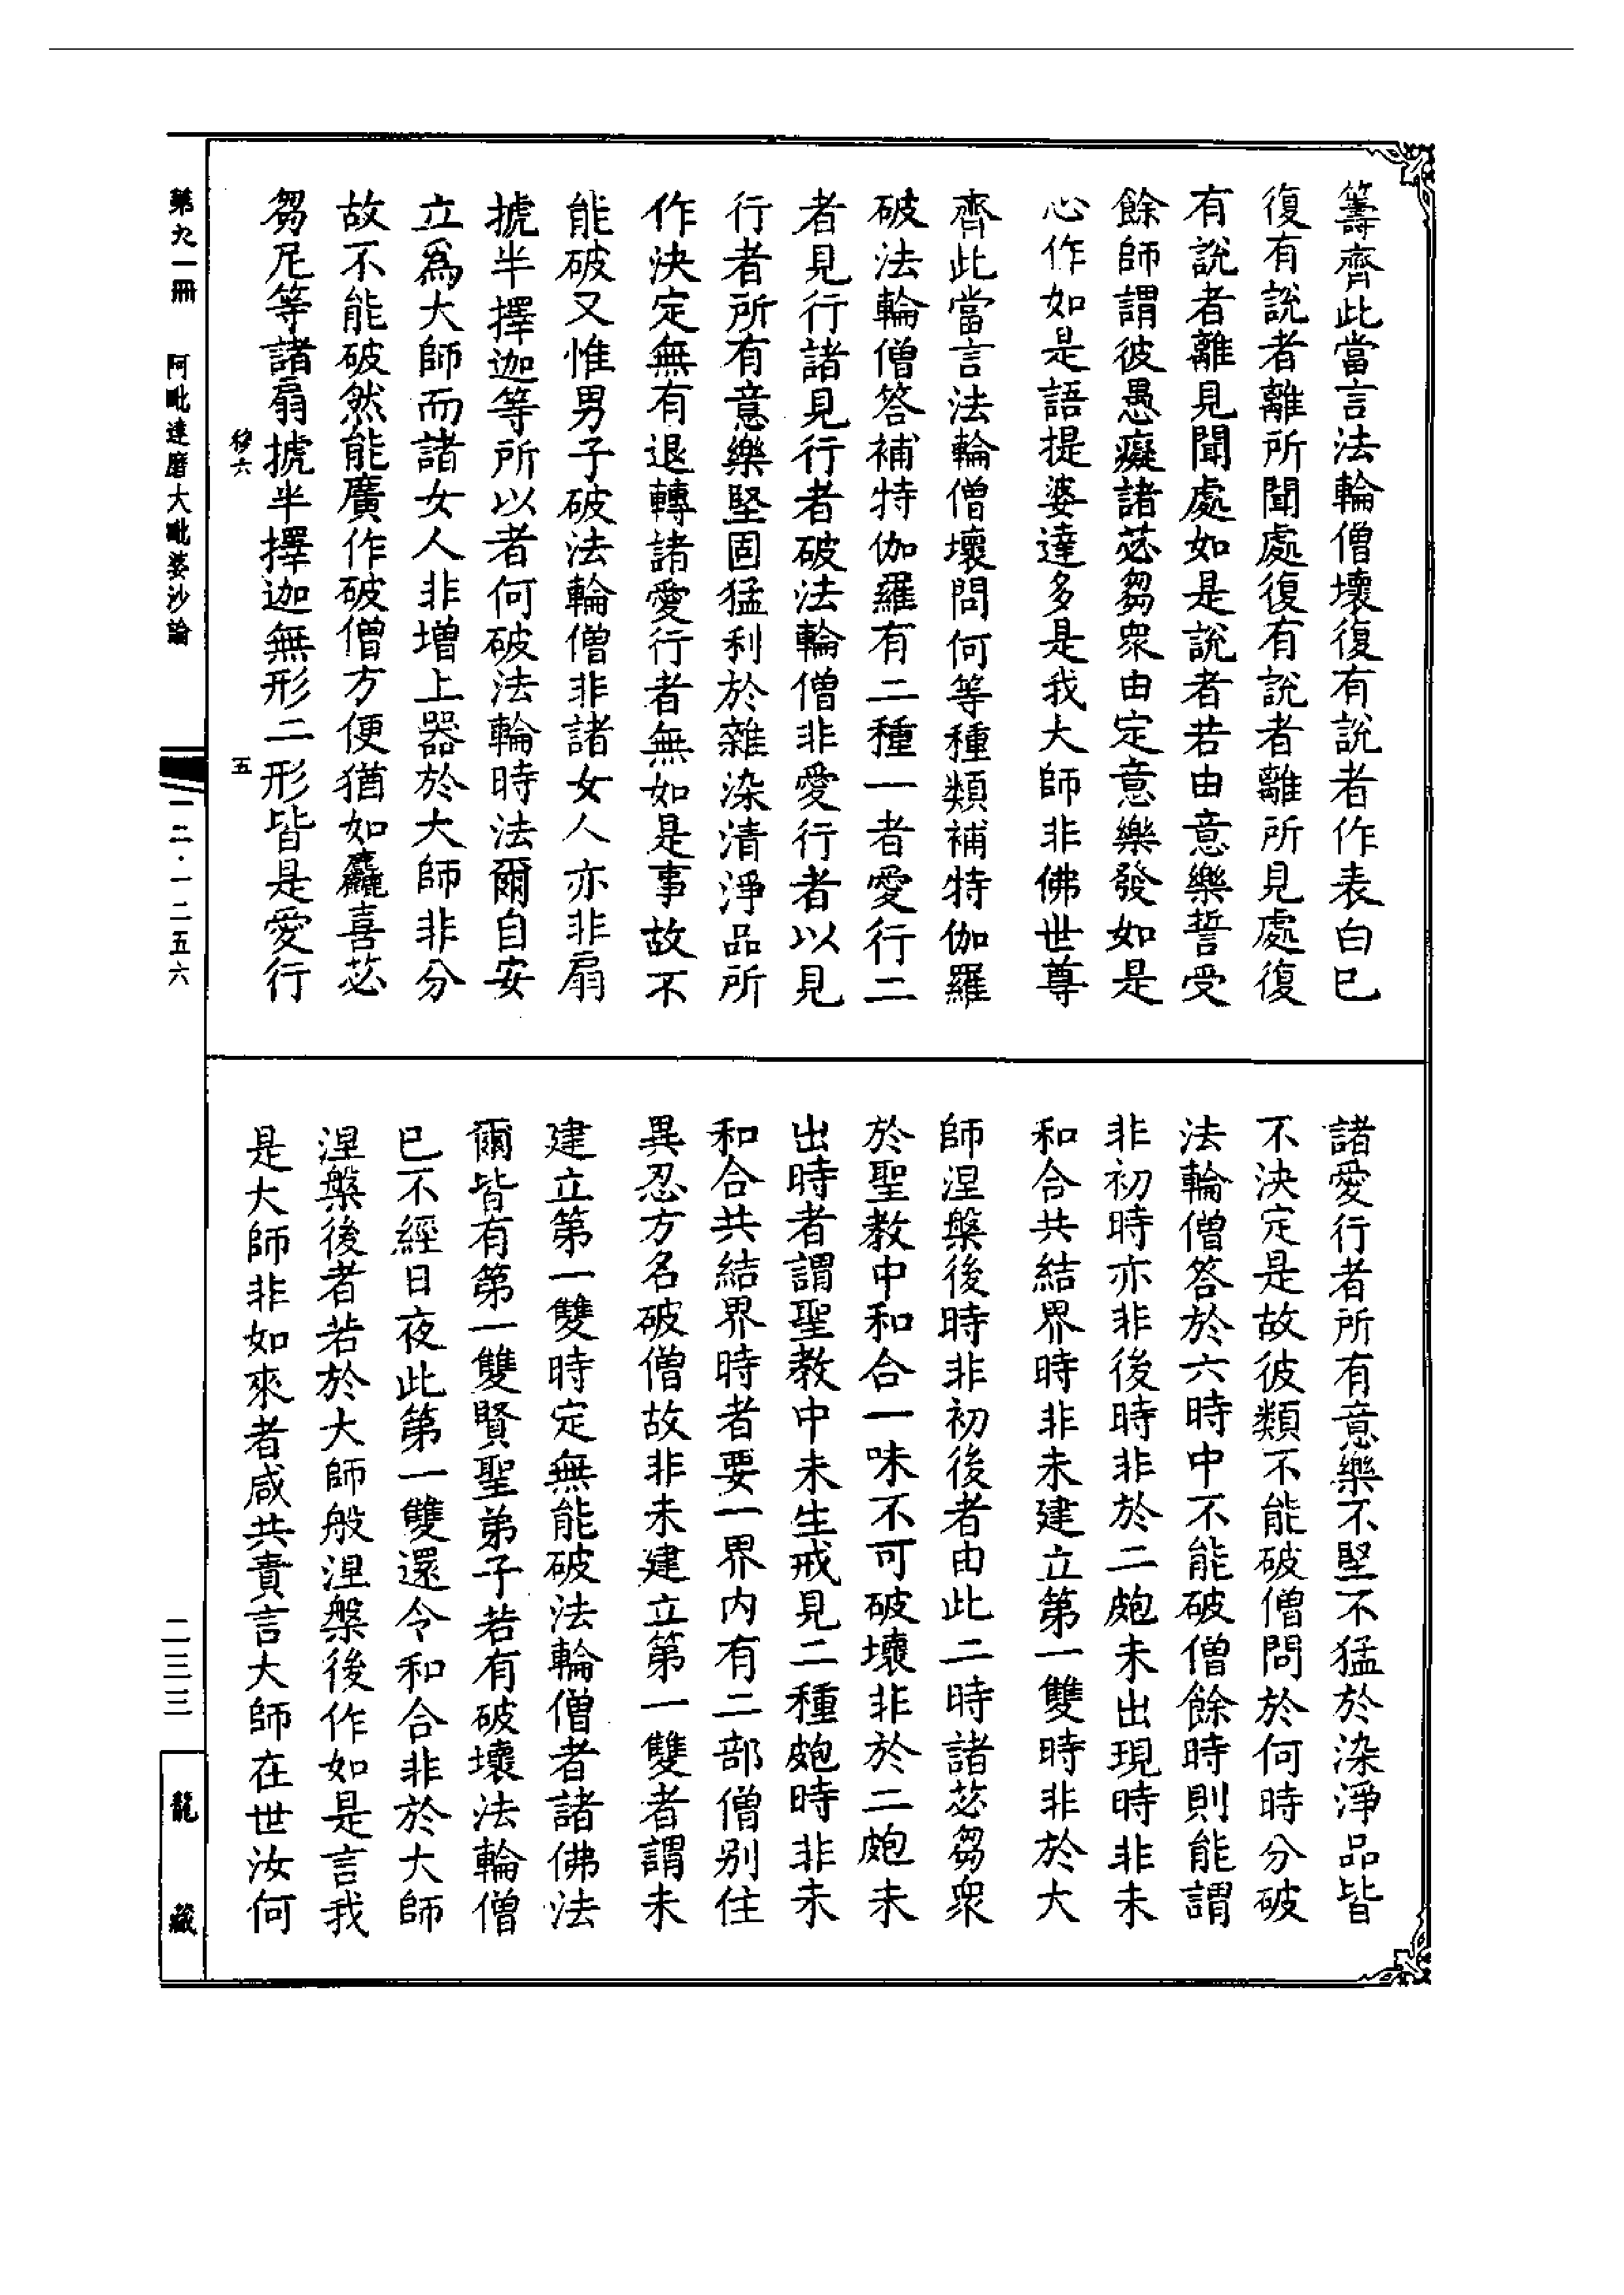 籌齊此當言法輪僧壞復有說者作表白已
復有說者離所聞處復有說者離所見處復
有說者離見聞處如是說者若由意樂誓受
餘師謂彼愚癡諸苾芻衆由定意樂發如是
心作如是語提婆達多是我大師非佛世尊
齊此當言法輪僧壞問何等種類補特伽羅
破法輪僧答補特伽羅有二種一者愛行二
者見行諸見行者破法輪僧非愛行者以見
行者所有意樂堅固猛利於雜染清淨品所
作決定無有退轉諸愛行者無如是事故不
能破又惟男子破法輪僧非諸女人亦非扇
搋半擇迦等所以者何破法輪時法爾自安
立爲大師而諸女人非增上器於大師非分
故不能破然能廣作破僧方便猶如麤喜苾
芻尼等諸扇搋半擇迦無形二形皆是愛行
諸愛行者所有意樂不堅不猛於染淨品皆
不決定是故彼類不能破僧問於何時分破
法輪僧答於六時中不能破僧餘時則能謂
非初時亦非後時非於二皰未出現時非未
和合共結界時非未建立第一雙時非於大
師涅槃後時非初後者由此二時諸苾芻衆
於聖教中和合一味不可破壞非於二皰未
出時者謂聖教中未生戒見二種皰時非未
和合共結界時者要一界內有二部僧別住
異忍方名破僧故非未建立第一雙者謂未
建立第一雙時定無能破法輪僧者諸佛法
爾皆有第一雙賢聖弟子若有破壞法輪僧
已不經日夜此第一雙還令和合非於大師
涅槃後者若於大師般涅槃後作如是言我
是大師非如來者咸共責言大師在世汝何
五
第九一冊
阿毗達磨大毗婆沙論
一二·一二五六
二三三
龍藏